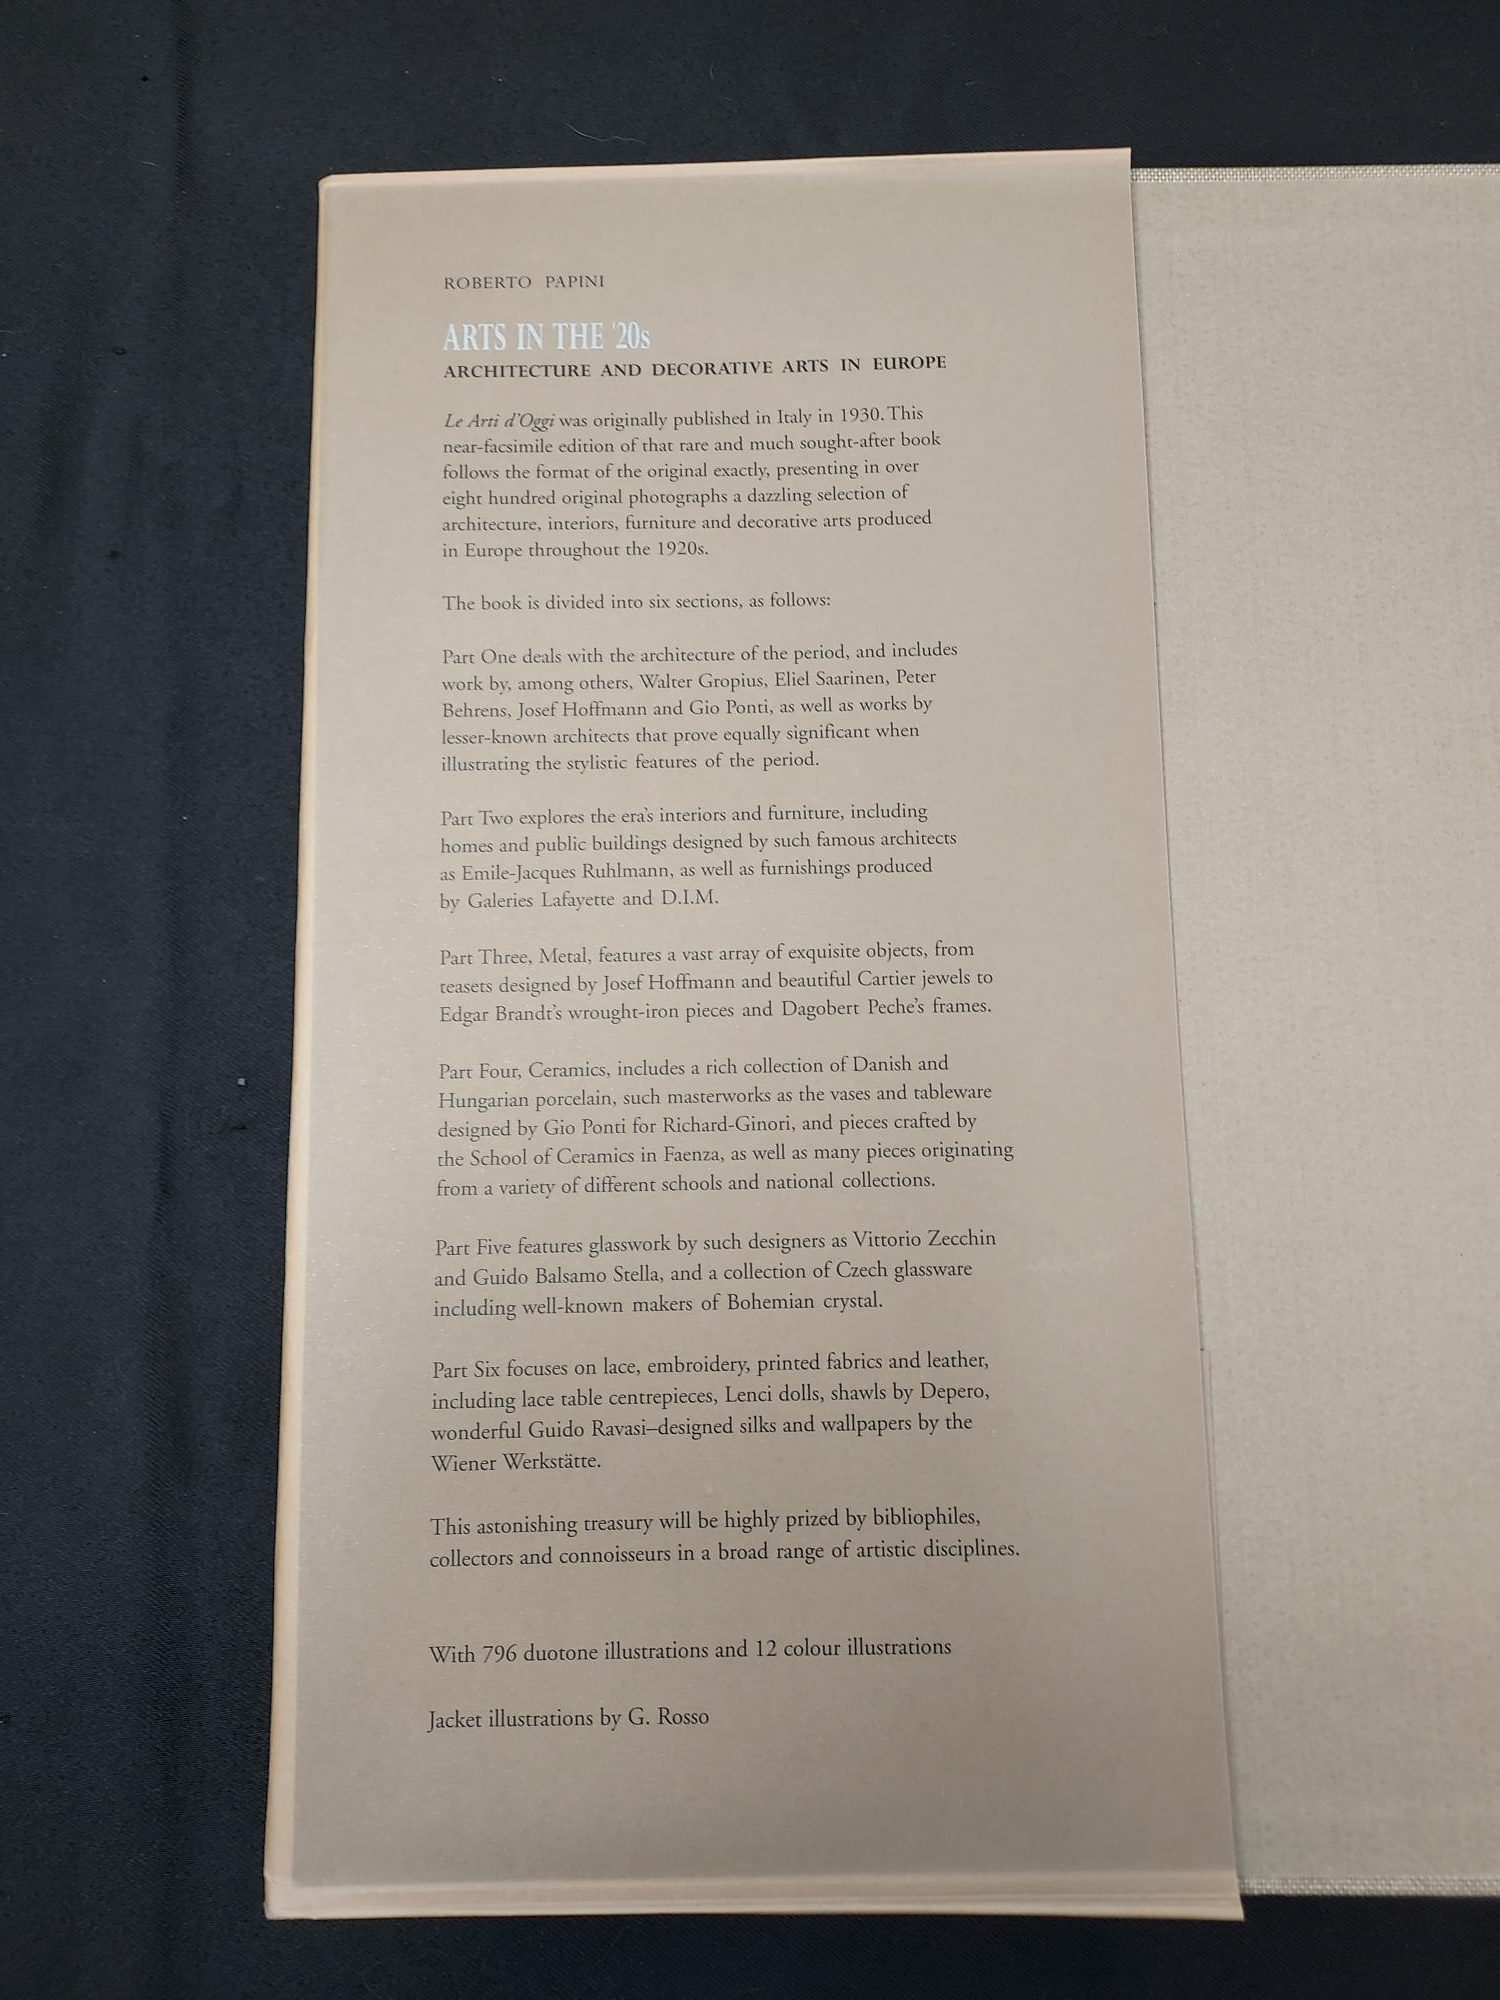 ROBERTO PAPINI
ARTS IN THE '20s
ARCHITECTURE AND DECORATIVE ARTS IN EUROPE
Le Arti d'Oggi was originally published in Italy in 1930. This
near-facsimile edition of that rare and much sought-after book
follows the format of the original exactly, presenting in over
eight hundred original photographs a dazzling selection of
architecture, interiors, furniture and decorative arts produced
in Europe throughout the 1920s.
The book is divided into six sections, as follows:
Part One deals with the architecture of the period, and includes
work by, among others, Walter Gropius, Eliel Saarinen, Peter
Behrens, Josef Hoffmann and Gio Ponti, as well as works by
lesser-known architects that prove equally significant when
illustrating the stylistic features of the period.
Part Two explores the era's interiors and furniture, including
homes and public buildings designed by such famous architects
as Emile-Jacques Ruhlmann, as well as furnishings produced
by Galeries Lafayette and D.I.M.
Part Three, Metal, features a vast array of exquisite objects, from
teasets designed by Josef Hoffmann and beautiful Cartier jewels to
Edgar Brandt's wrought-iron pieces and Dagobert Peche's frames.
Part Four, Ceramics, includes a rich collection of Danish and
Hungarian porcelain, such masterworks as the vases and tableware
designed by Gio Ponti for Richard-Ginori, and pieces crafted by
the School of Ceramics in Faenza, as well as many pieces originating
from a variety of different schools and national collections.
Part Five features glasswork by such designers as Vittorio Zecchin
and Guido Balsamo Stella, and a collection of Czech glassware
including well-known makers of Bohemian crystal.
Part Six focuses on lace, embroidery, printed fabrics and leather,
including lace table centrepieces, Lenci dolls, shawls by Depero,
wonderful Guido Ravasi–designed silks and wallpapers by the
Wiener Werkstätte.
This astonishing treasury will be highly prized by bibliophiles,
collectors and connoisseurs in a broad range of artistic disciplines.
With 796 duotone illustrations and 12 colour illustrations
Jacket illustrations by G. Rosso